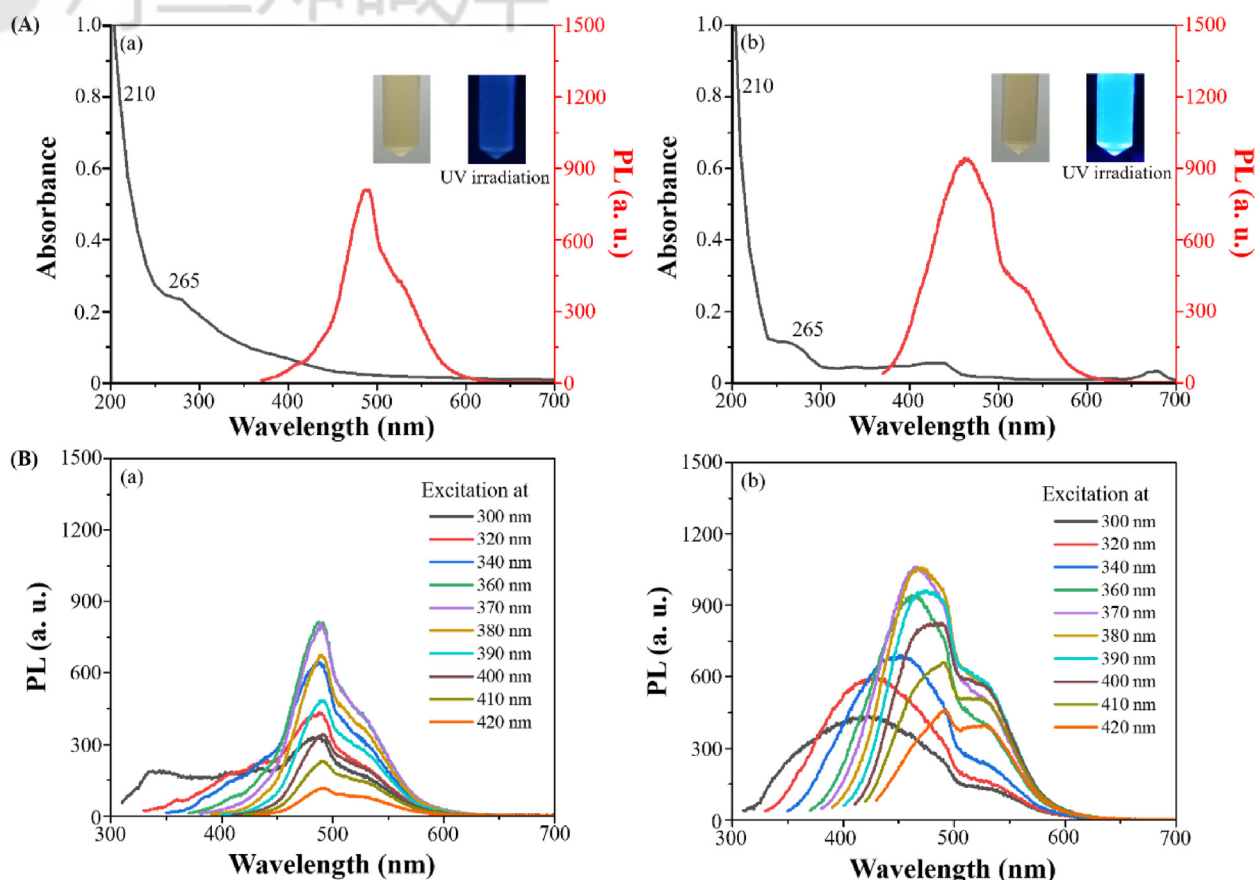 (A)
(a)
210
265
UV irradiation
Absorbance
1.0
0.8
0.6
0.4
0.2
0
PL (a. u.)
1500
1200
900
600
300
0
200 300 400 500 600 700
Wavelength (nm)
(b)
210
265
UV irradiation
Absorbance
1.0
0.8
0.6
0.4
0.2
0
PL (a. u.)
1500
1200
900
600
300
0
200 300 400 500 600 700
Wavelength (nm)
(B)
(a)
Excitation at
300 nm
320 nm
340 nm
360 nm
370 nm
380 nm
390 nm
400 nm
410 nm
420 nm
PL (a. u.)
1500
1200
900
600
300
0
300 400 500 600 700
Wavelength (nm)
(b)
Excitation at
300 nm
320 nm
340 nm
360 nm
370 nm
380 nm
390 nm
400 nm
410 nm
420 nm
PL (a. u.)
1500
1200
900
600
300
0
300 400 500 600 700
Wavelength (nm)